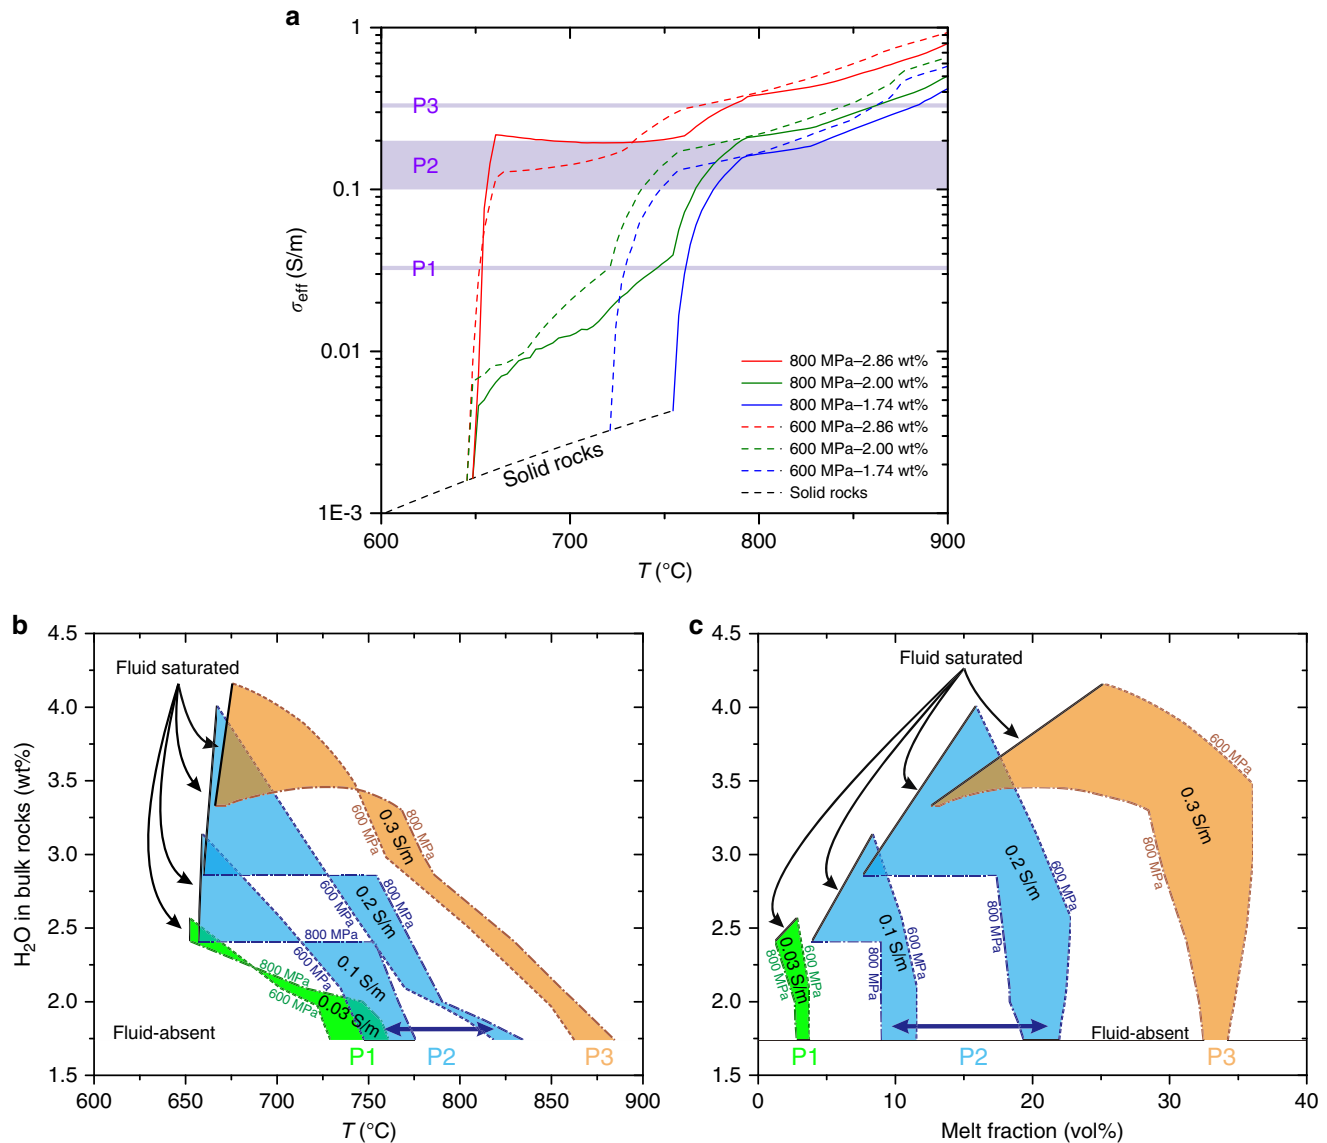 a
1
0.1
0.01
1E-3
σeff (S/m)
P3
P2
P1
Solid rocks
800 MPa–2.86 wt%
800 MPa–2.00 wt%
800 MPa–1.74 wt%
600 MPa–2.86 wt%
600 MPa–2.00 wt%
600 MPa–1.74 wt%
Solid rocks
600
700
800
900
T (°C)
b
4.5
4.0
3.5
3.0
2.5
2.0
1.5
H2O in bulk rocks (wt%)
Fluid saturated
600 MPa
0.3 S/m
800 MPa
600 MPa
0.2 S/m
800 MPa
800 MPa
600 MPa
0.1 S/m
800 MPa
600 MPa
0.03 S/m
Fluid-absent
P1
P2
P3
600
650
700
750
800
850
900
T (°C)
c
4.5
4.0
3.5
3.0
2.5
2.0
1.5
Fluid saturated
600 MPa
0.3 S/m
800 MPa
600 MPa
0.2 S/m
800 MPa
600 MPa
0.1 S/m
800 MPa
600 MPa
0.03 S/m
800 MPa
Fluid-absent
P1
P2
P3
0
10
20
30
40
Melt fraction (vol%)